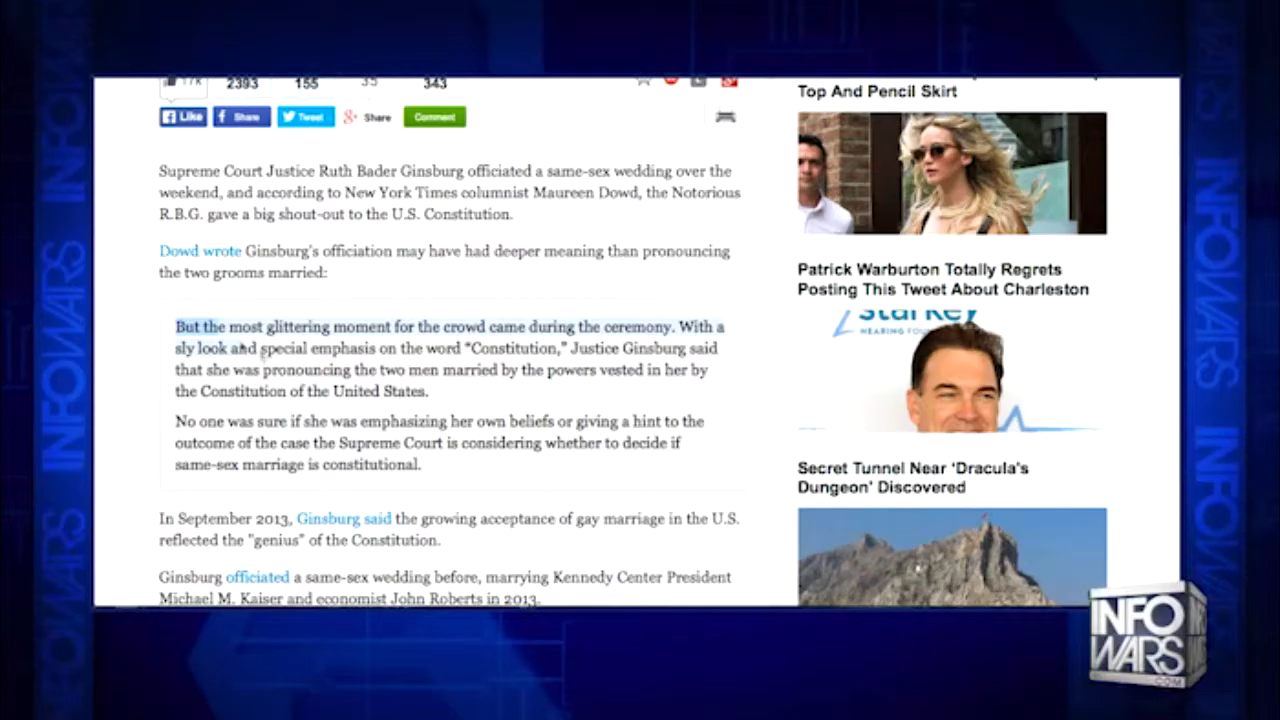 17k 2393 155 35 343
Like Share Tweet Share Comment
Supreme Court Justice Ruth Bader Ginsburg officiated a same-sex wedding over the
weekend, and according to New York Times columnist Maureen Dowd, the Notorious
R.B.G. gave a big shout-out to the U.S. Constitution.
Dowd wrote Ginsburg's officiation may have had deeper meaning than pronouncing
the two grooms married:
But the most glittering moment for the crowd came during the ceremony. With a
sly look and special emphasis on the word “Constitution,” Justice Ginsburg said
that she was pronouncing the two men married by the powers vested in her by
the Constitution of the United States.
No one was sure if she was emphasizing her own beliefs or giving a hint to the
outcome of the case the Supreme Court is considering whether to decide if
same-sex marriage is constitutional.
In September 2013, Ginsburg said the growing acceptance of gay marriage in the U.S.
reflected the "genius" of the Constitution.
Ginsburg officiated a same-sex wedding before, marrying Kennedy Center President
Michael M. Kaiser and economist John Roberts in 2013.
Top And Pencil Skirt
Patrick Warburton Totally Regrets
Posting This Tweet About Charleston
Starkey
HEARING
Secret Tunnel Near 'Dracula's
Dungeon' Discovered
INFO
WARS
.COM
INFOWARS
INFOWARS
INFOWARS
INFOWARS